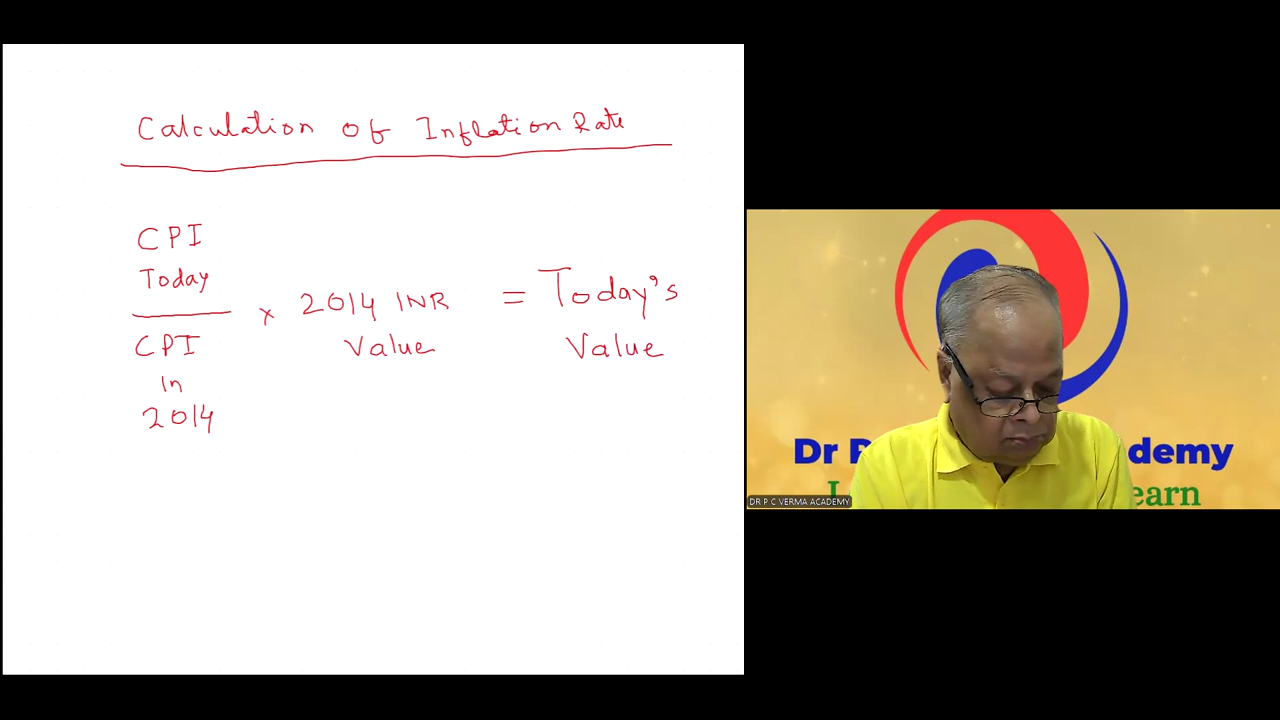 Calculation of Inflation Rate
CPI
Today
CPI
in
2014
× 2014 INR
Value
= Today's
Value
Dr P demy
L earn
DR P C VERMA ACADEMY